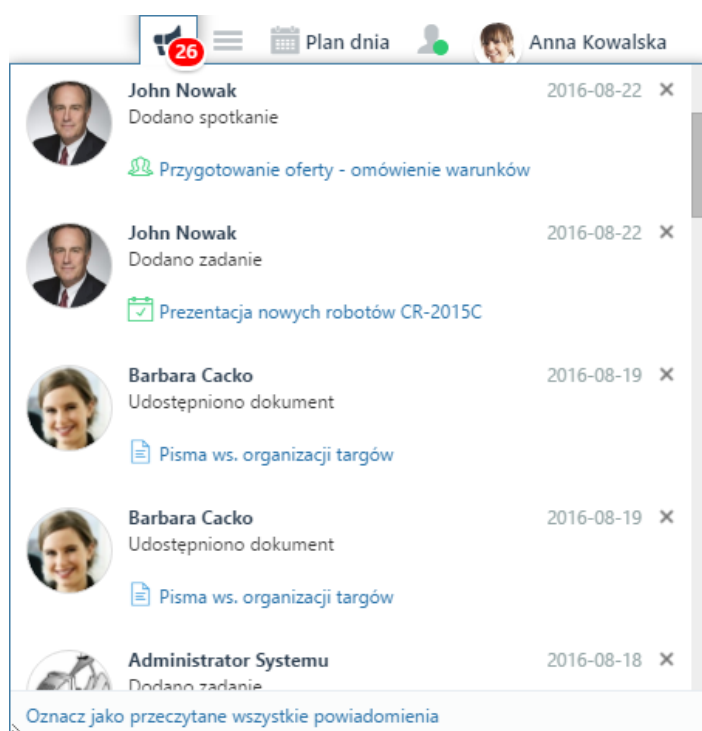 26
Plan dnia
Anna Kowalska
John Nowak 2016-08-22
Dodano spotkanie
Przygotowanie oferty - omówienie warunków
John Nowak 2016-08-22
Dodano zadanie
Prezentacja nowych robotów CR-2015C
Barbara Cacko 2016-08-19
Udostępniono dokument
Pisma ws. organizacji targów
Barbara Cacko 2016-08-19
Udostępniono dokument
Pisma ws. organizacji targów
Administrator Systemu 2016-08-18
Dodano zadanie
Oznacz jako przeczytane wszystkie powiadomienia